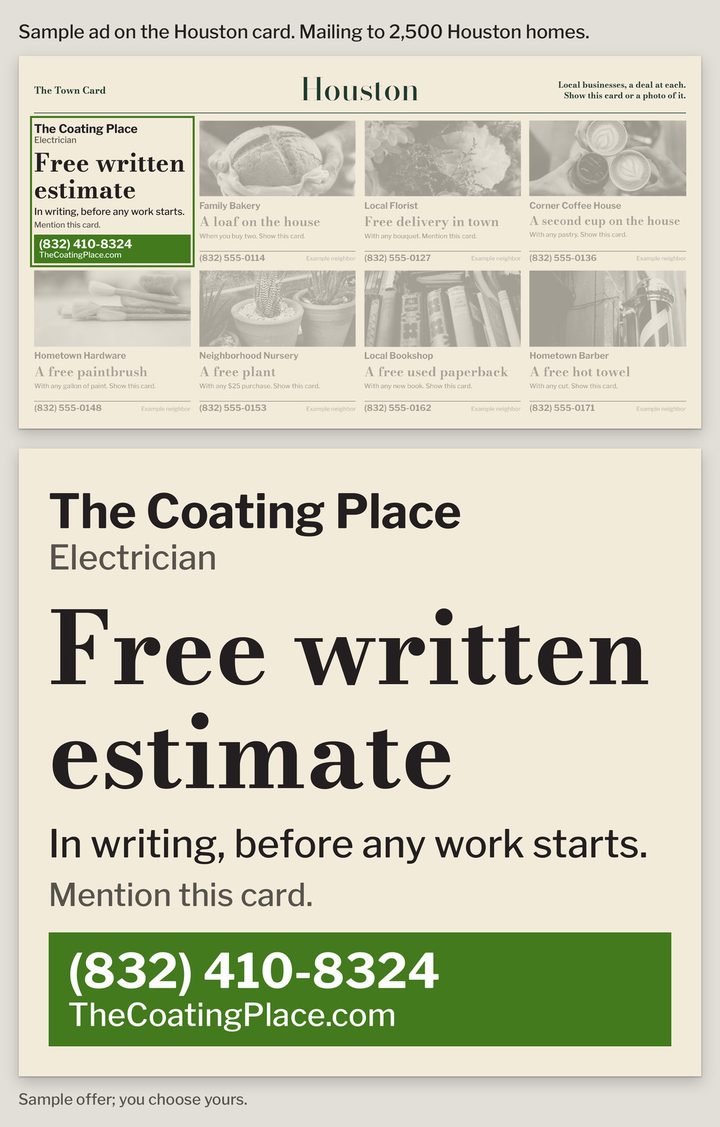 Sample ad on the Houston card. Mailing to 2,500 Houston homes.
The Town Card
Houston
Local businesses, a deal at each.
Show this card or a photo of it.
The Coating Place
Electrician
Free written
estimate
In writing, before any work starts.
Mention this card.
(832) 410-8324
TheCoatingPlace.com
Family Bakery
A loaf on the house
When you buy two. Show this card.
(832) 555-0114
Example neighbor
Local Florist
Free delivery in town
With any bouquet. Mention this card.
(832) 555-0127
Example neighbor
Corner Coffee House
A second cup on the house
With any pastry. Show this card.
(832) 555-0136
Example neighbor
Hometown Hardware
A free paintbrush
With any gallon of paint. Show this card.
(832) 555-0148
Example neighbor
Neighborhood Nursery
A free plant
With any $25 purchase. Show this card.
(832) 555-0153
Example neighbor
Local Bookshop
A free used paperback
With any new book. Show this card.
(832) 555-0162
Example neighbor
Hometown Barber
A free hot towel
With any cut. Show this card.
(832) 555-0171
Example neighbor
The Coating Place
Electrician
Free written
estimate
In writing, before any work starts.
Mention this card.
(832) 410-8324
TheCoatingPlace.com
Sample offer; you choose yours.